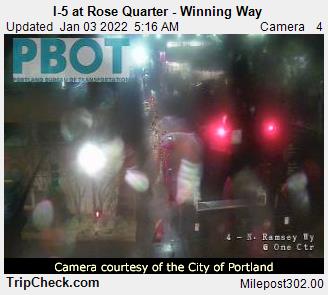 I-5 at Rose Quarter - Winning Way
Updated Jan 03 2022 5:16 AM Camera 4
PBOT
PORTLAND BUREAU OF TRANSPORTATION
4 - N. Ramsey Wy
@ One Ctr
Camera courtesy of the City of Portland
TripCheck.com Milepost302.00